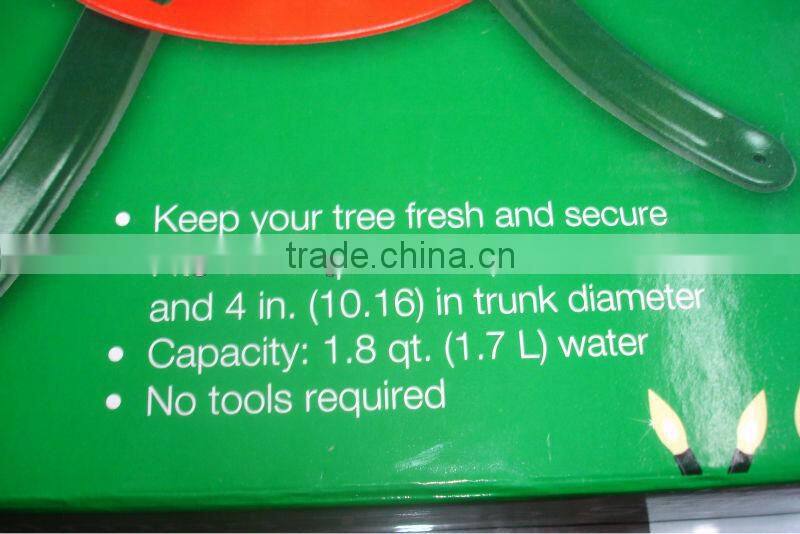 • Keep your tree fresh and secure
trade.china.cn
and 4 in. (10.16) in trunk diameter
• Capacity: 1.8 qt. (1.7 L) water
• No tools required